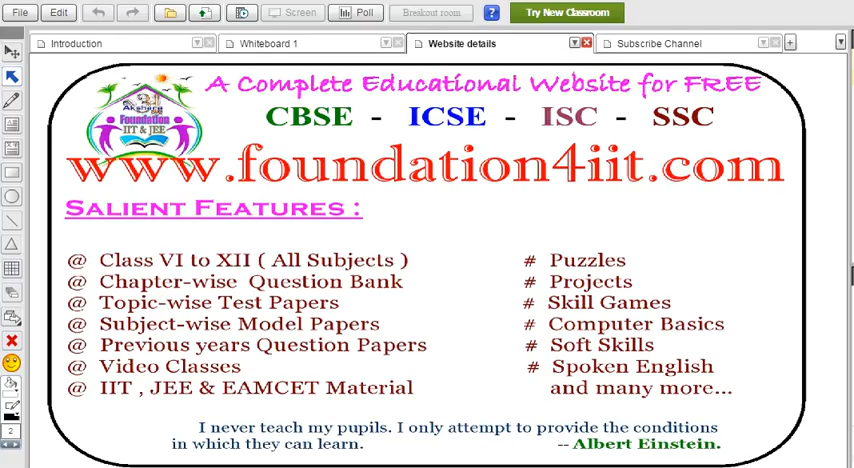 File Edit Screen Poll Breakout room ? Try New Classroom
Introduction Whiteboard 1 Website details Subscribe Channel
A Complete Educational Website for FREE
Akshara
Foundation
IIT & JEE
CBSE - ICSE - ISC - SSC
www.foundation4iit.com
SALIENT FEATURES :
@ Class VI to XII ( All Subjects )
@ Chapter-wise Question Bank
@ Topic-wise Test Papers
@ Subject-wise Model Papers
@ Previous years Question Papers
@ Video Classes
@ IIT , JEE & EAMCET Material
# Puzzles
# Projects
# Skill Games
# Computer Basics
# Soft Skills
# Spoken English
and many more...
I never teach my pupils. I only attempt to provide the conditions
in which they can learn.
-- Albert Einstein.
2